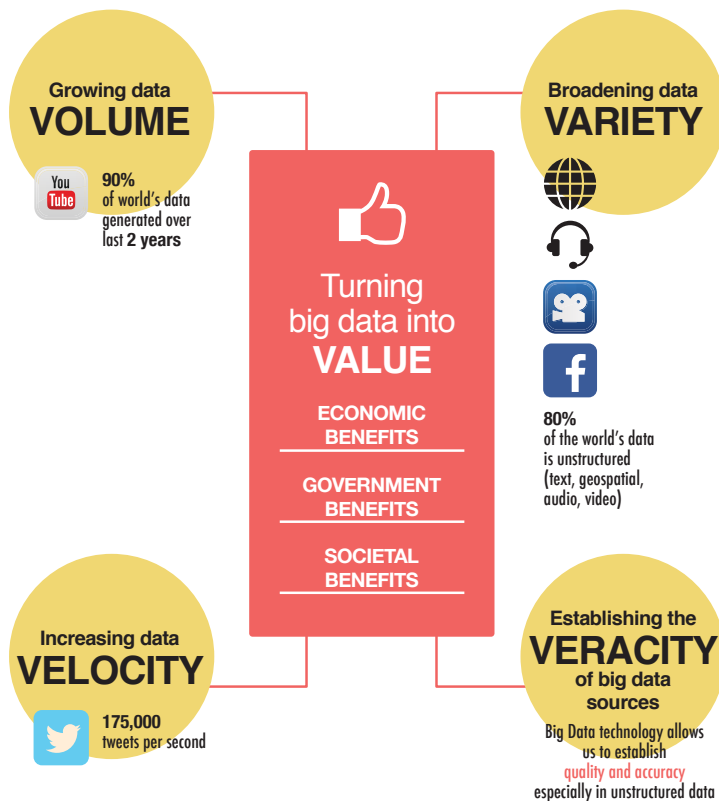 Growing data
VOLUME
You
Tube
90%
of world's data
generated over
last 2 years
Broadening data
VARIETY
f
80%
of the world's data
is unstructured
(text, geospatial,
audio, video)
Turning
big data into
VALUE
ECONOMIC
BENEFITS
GOVERNMENT
BENEFITS
SOCIETAL
BENEFITS
Increasing data
VELOCITY
175,000
tweets per second
Establishing the
VERACITY
of big data
sources
Big Data technology allows
us to establish
quality and accuracy
especially in unstructured data